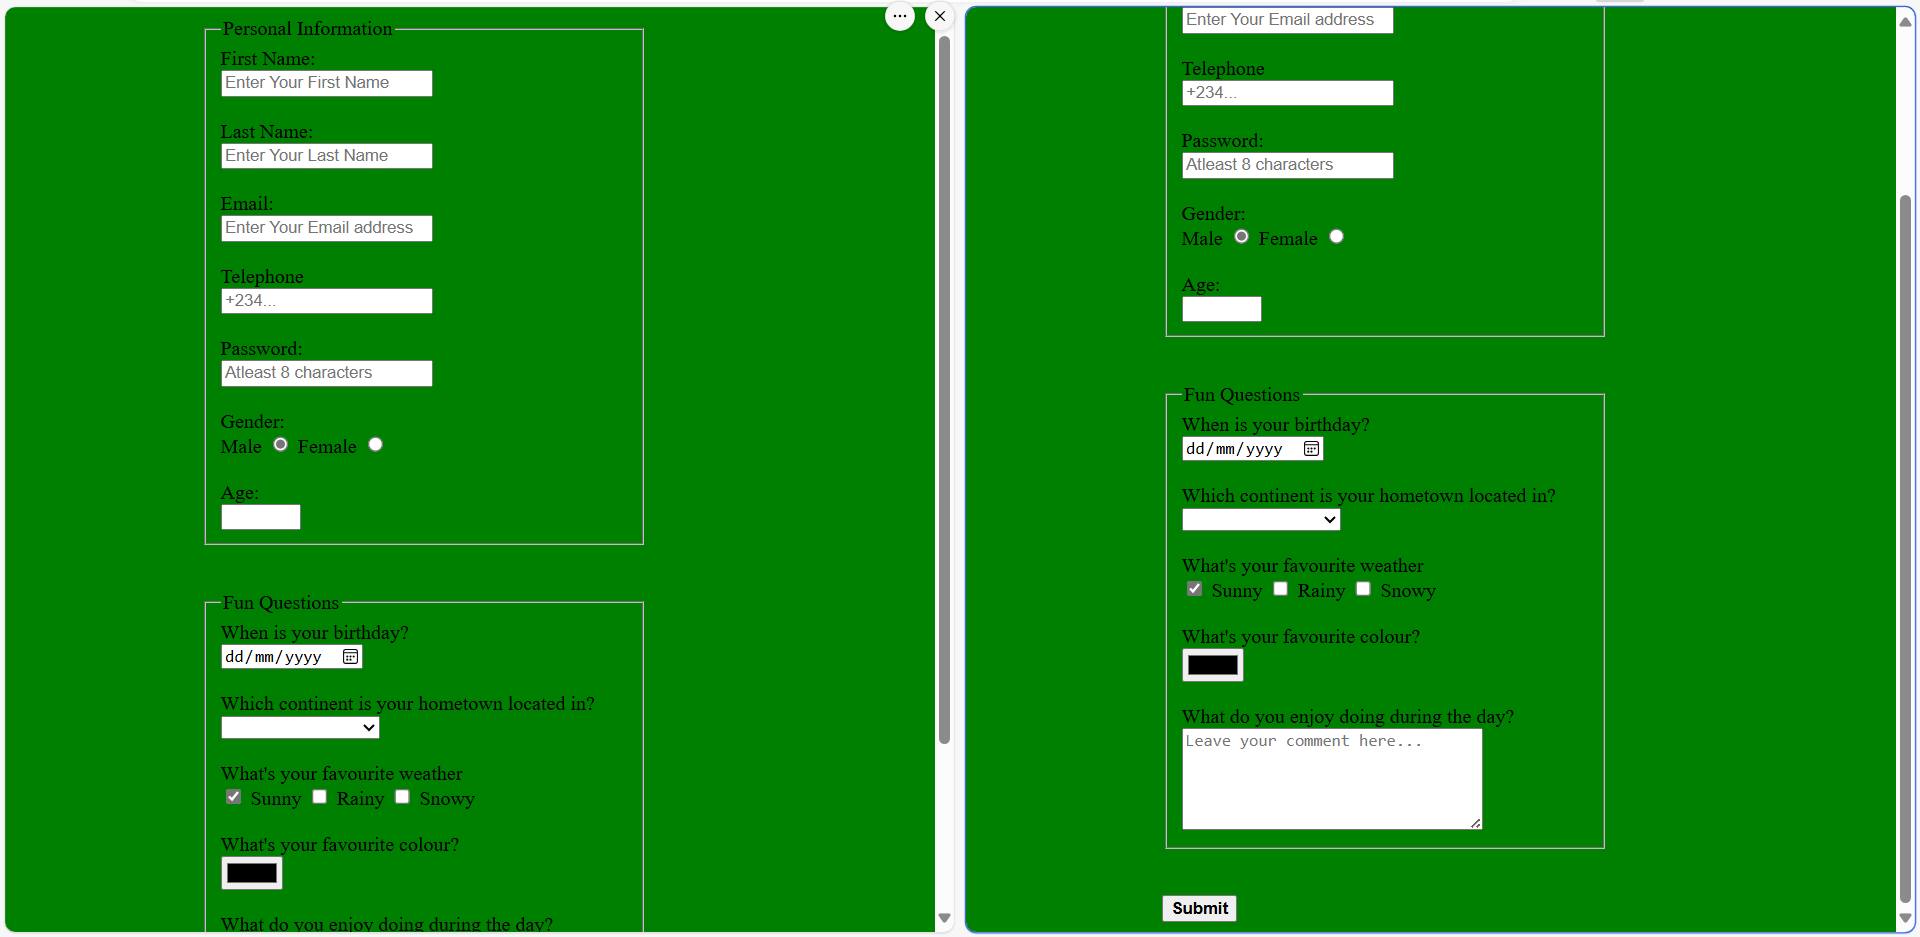 Personal Information
First Name:
Enter Your First Name
Last Name:
Enter Your Last Name
Email:
Enter Your Email address
Telephone
+234...
Password:
Atleast 8 characters
Gender:
Male Female
Age:
Fun Questions
When is your birthday?
dd/mm/yyyy
Which continent is your hometown located in?
What's your favourite weather
Sunny Rainy Snowy
What's your favourite colour?
What do you enjoy doing during the day?
Enter Your Email address
Telephone
+234...
Password:
Atleast 8 characters
Gender:
Male Female
Age:
Fun Questions
When is your birthday?
dd/mm/yyyy
Which continent is your hometown located in?
What's your favourite weather
Sunny Rainy Snowy
What's your favourite colour?
What do you enjoy doing during the day?
Leave your comment here...
Submit